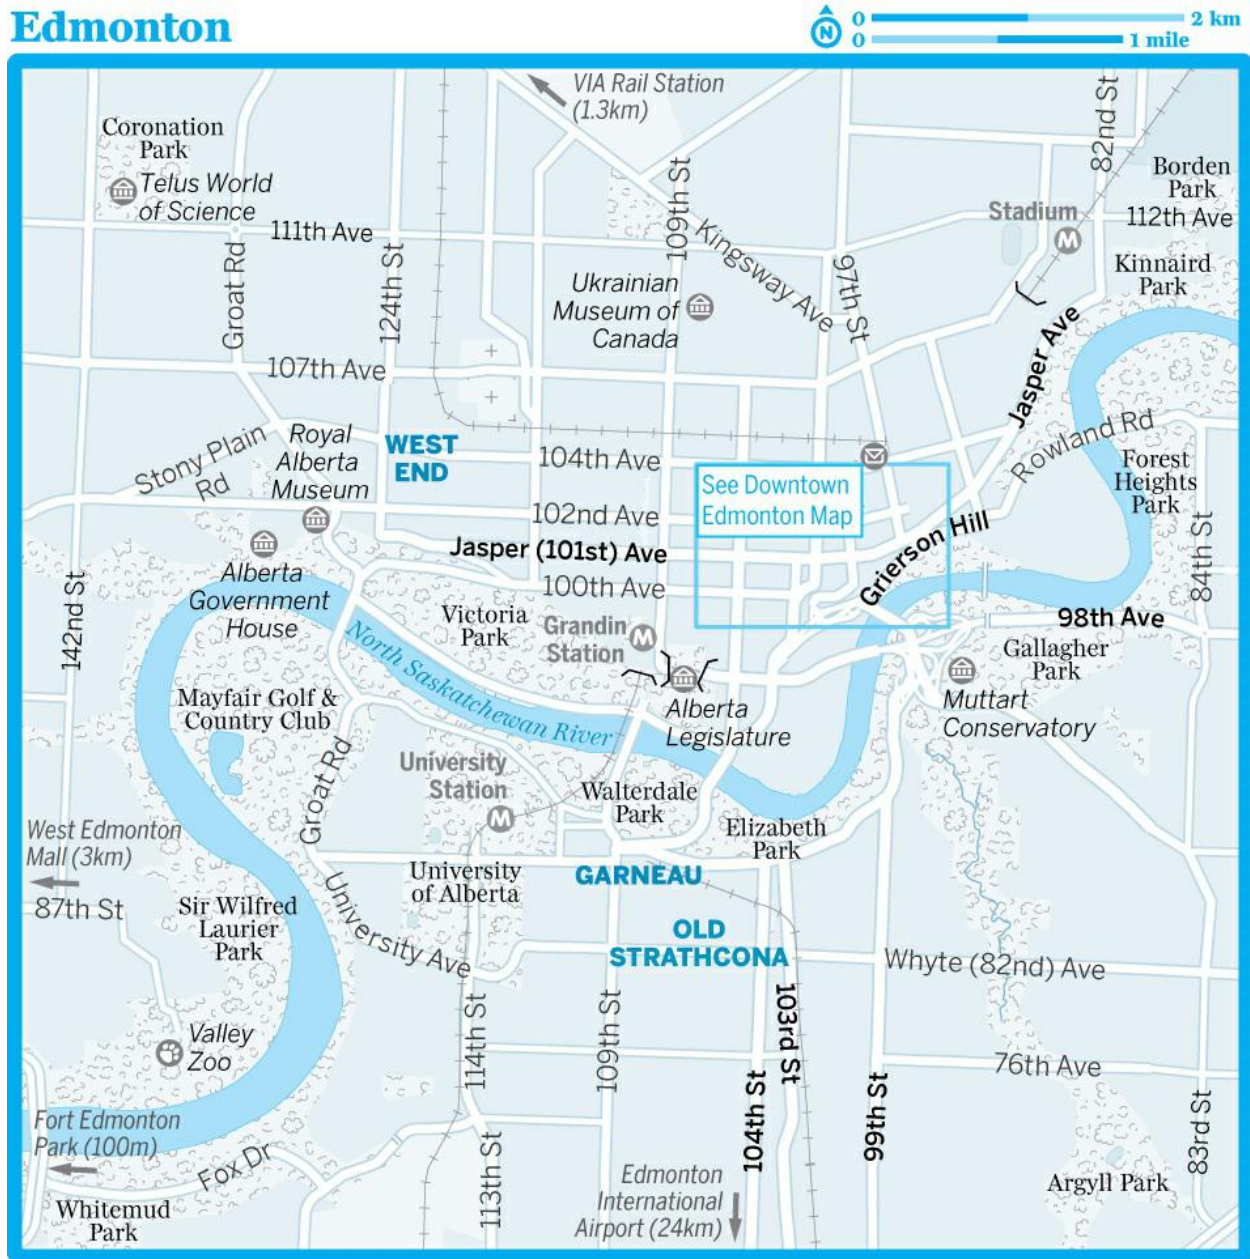 Edmonton
N
0 2 km
0 1 mile
VIA Rail Station
(1.3km)
82nd St
Coronation
Park
Telus World
of Science
109th St
Borden
Park
Stadium
M
112th Ave
111th Ave
Groat Rd
124th St
Kingsway Ave
97th St
Kinnaird
Park
Ukrainian
Museum of
Canada
Jasper Ave
107th Ave
Stony Plain
Rd
Royal
Alberta
Museum
WEST
END
104th Ave
Rowland Rd
Forest
Heights
Park
See Downtown
Edmonton Map
102nd Ave
Jasper (101st) Ave
Grierson Hill
84th St
Alberta
Government
House
100th Ave
142nd St
Victoria
Park
Grandin
Station
M
98th Ave
Gallagher
Park
North Saskatchewan River
Mayfair Golf &
Country Club
Alberta
Legislature
Muttart
Conservatory
Groat Rd
University
Station
M
Walterdale
Park
Elizabeth
Park
West Edmonton
Mall (3km)
University
of Alberta
GARNEAU
87th St
Sir Wilfred
Laurier
Park
University Ave
OLD
STRATHCONA
Whyte (82nd) Ave
114th St
109th St
103rd St
Valley
Zoo
76th Ave
104th St
99th St
83rd St
Fort Edmonton
Park (100m)
Fox Dr
113th St
Edmonton
International
Airport (24km)
Argyll Park
Whitemud
Park